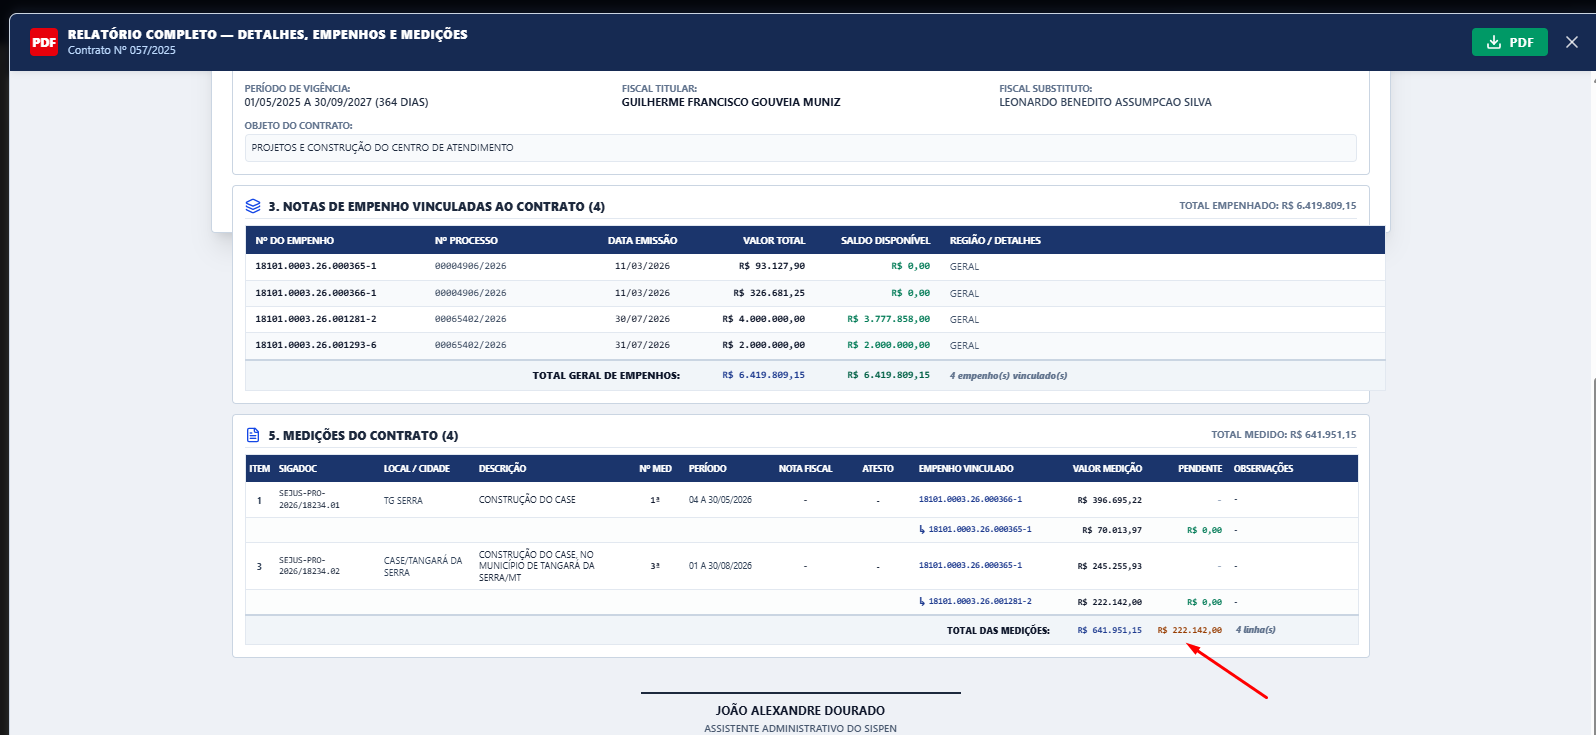 PDF
RELATÓRIO COMPLETO — DETALHES, EMPENHOS E MEDIÇÕES
Contrato Nº 057/2025
PDF
PERÍODO DE VIGÊNCIA: FISCAL TITULAR: FISCAL SUBSTITUTO:
01/05/2025 A 30/09/2027 (364 DIAS) GUILHERME FRANCISCO GOUVEIA MUNIZ LEONARDO BENEDITO ASSUMPCAO SILVA
OBJETO DO CONTRATO:
PROJETOS E CONSTRUÇÃO DO CENTRO DE ATENDIMENTO
3. NOTAS DE EMPENHO VINCULADAS AO CONTRATO (4) TOTAL EMPENHADO: R$ 6.419.809,15
Nº DO EMPENHO Nº PROCESSO DATA EMISSÃO VALOR TOTAL SALDO DISPONÍVEL REGIÃO / DETALHES
18101.0003.26.000365-1 00004906/2026 11/03/2026 R$ 93.127,90 R$ 0,00 GERAL
18101.0003.26.000366-1 00004906/2026 11/03/2026 R$ 326.681,25 R$ 0,00 GERAL
18101.0003.26.001281-2 00065402/2026 30/07/2026 R$ 4.000.000,00 R$ 3.777.858,00 GERAL
18101.0003.26.001293-6 00065402/2026 31/07/2026 R$ 2.000.000,00 R$ 2.000.000,00 GERAL
TOTAL GERAL DE EMPENHOS: R$ 6.419.809,15 R$ 6.419.809,15 4 empenho(s) vinculado(s)
5. MEDIÇÕES DO CONTRATO (4) TOTAL MEDIDO: R$ 641.951,15
ITEM SIGADOC LOCAL / CIDADE DESCRIÇÃO Nº MED PERÍODO NOTA FISCAL ATESTO EMPENHO VINCULADO VALOR MEDIÇÃO PENDENTE OBSERVAÇÕES
1 SEJUS-PRO-2026/18234.01 TG SERRA CONSTRUÇÃO DO CASE 1ª 04 A 30/05/2026 - - 18101.0003.26.000366-1 R$ 396.695,22 - -
↳ 18101.0003.26.000365-1 R$ 70.013,97 R$ 0,00 -
3 SEJUS-PRO-2026/18234.02 CASE/TANGARÁ DA SERRA CONSTRUÇÃO DO CASE, NO MUNICÍPIO DE TANGARÁ DA SERRA/MT 3ª 01 A 30/08/2026 - - 18101.0003.26.000365-1 R$ 245.255,93 - -
↳ 18101.0003.26.001281-2 R$ 222.142,00 R$ 0,00 -
TOTAL DAS MEDIÇÕES: R$ 641.951,15 R$ 222.142,00 4 linha(s)
JOÃO ALEXANDRE DOURADO
ASSISTENTE ADMINISTRATIVO DO SISPEN